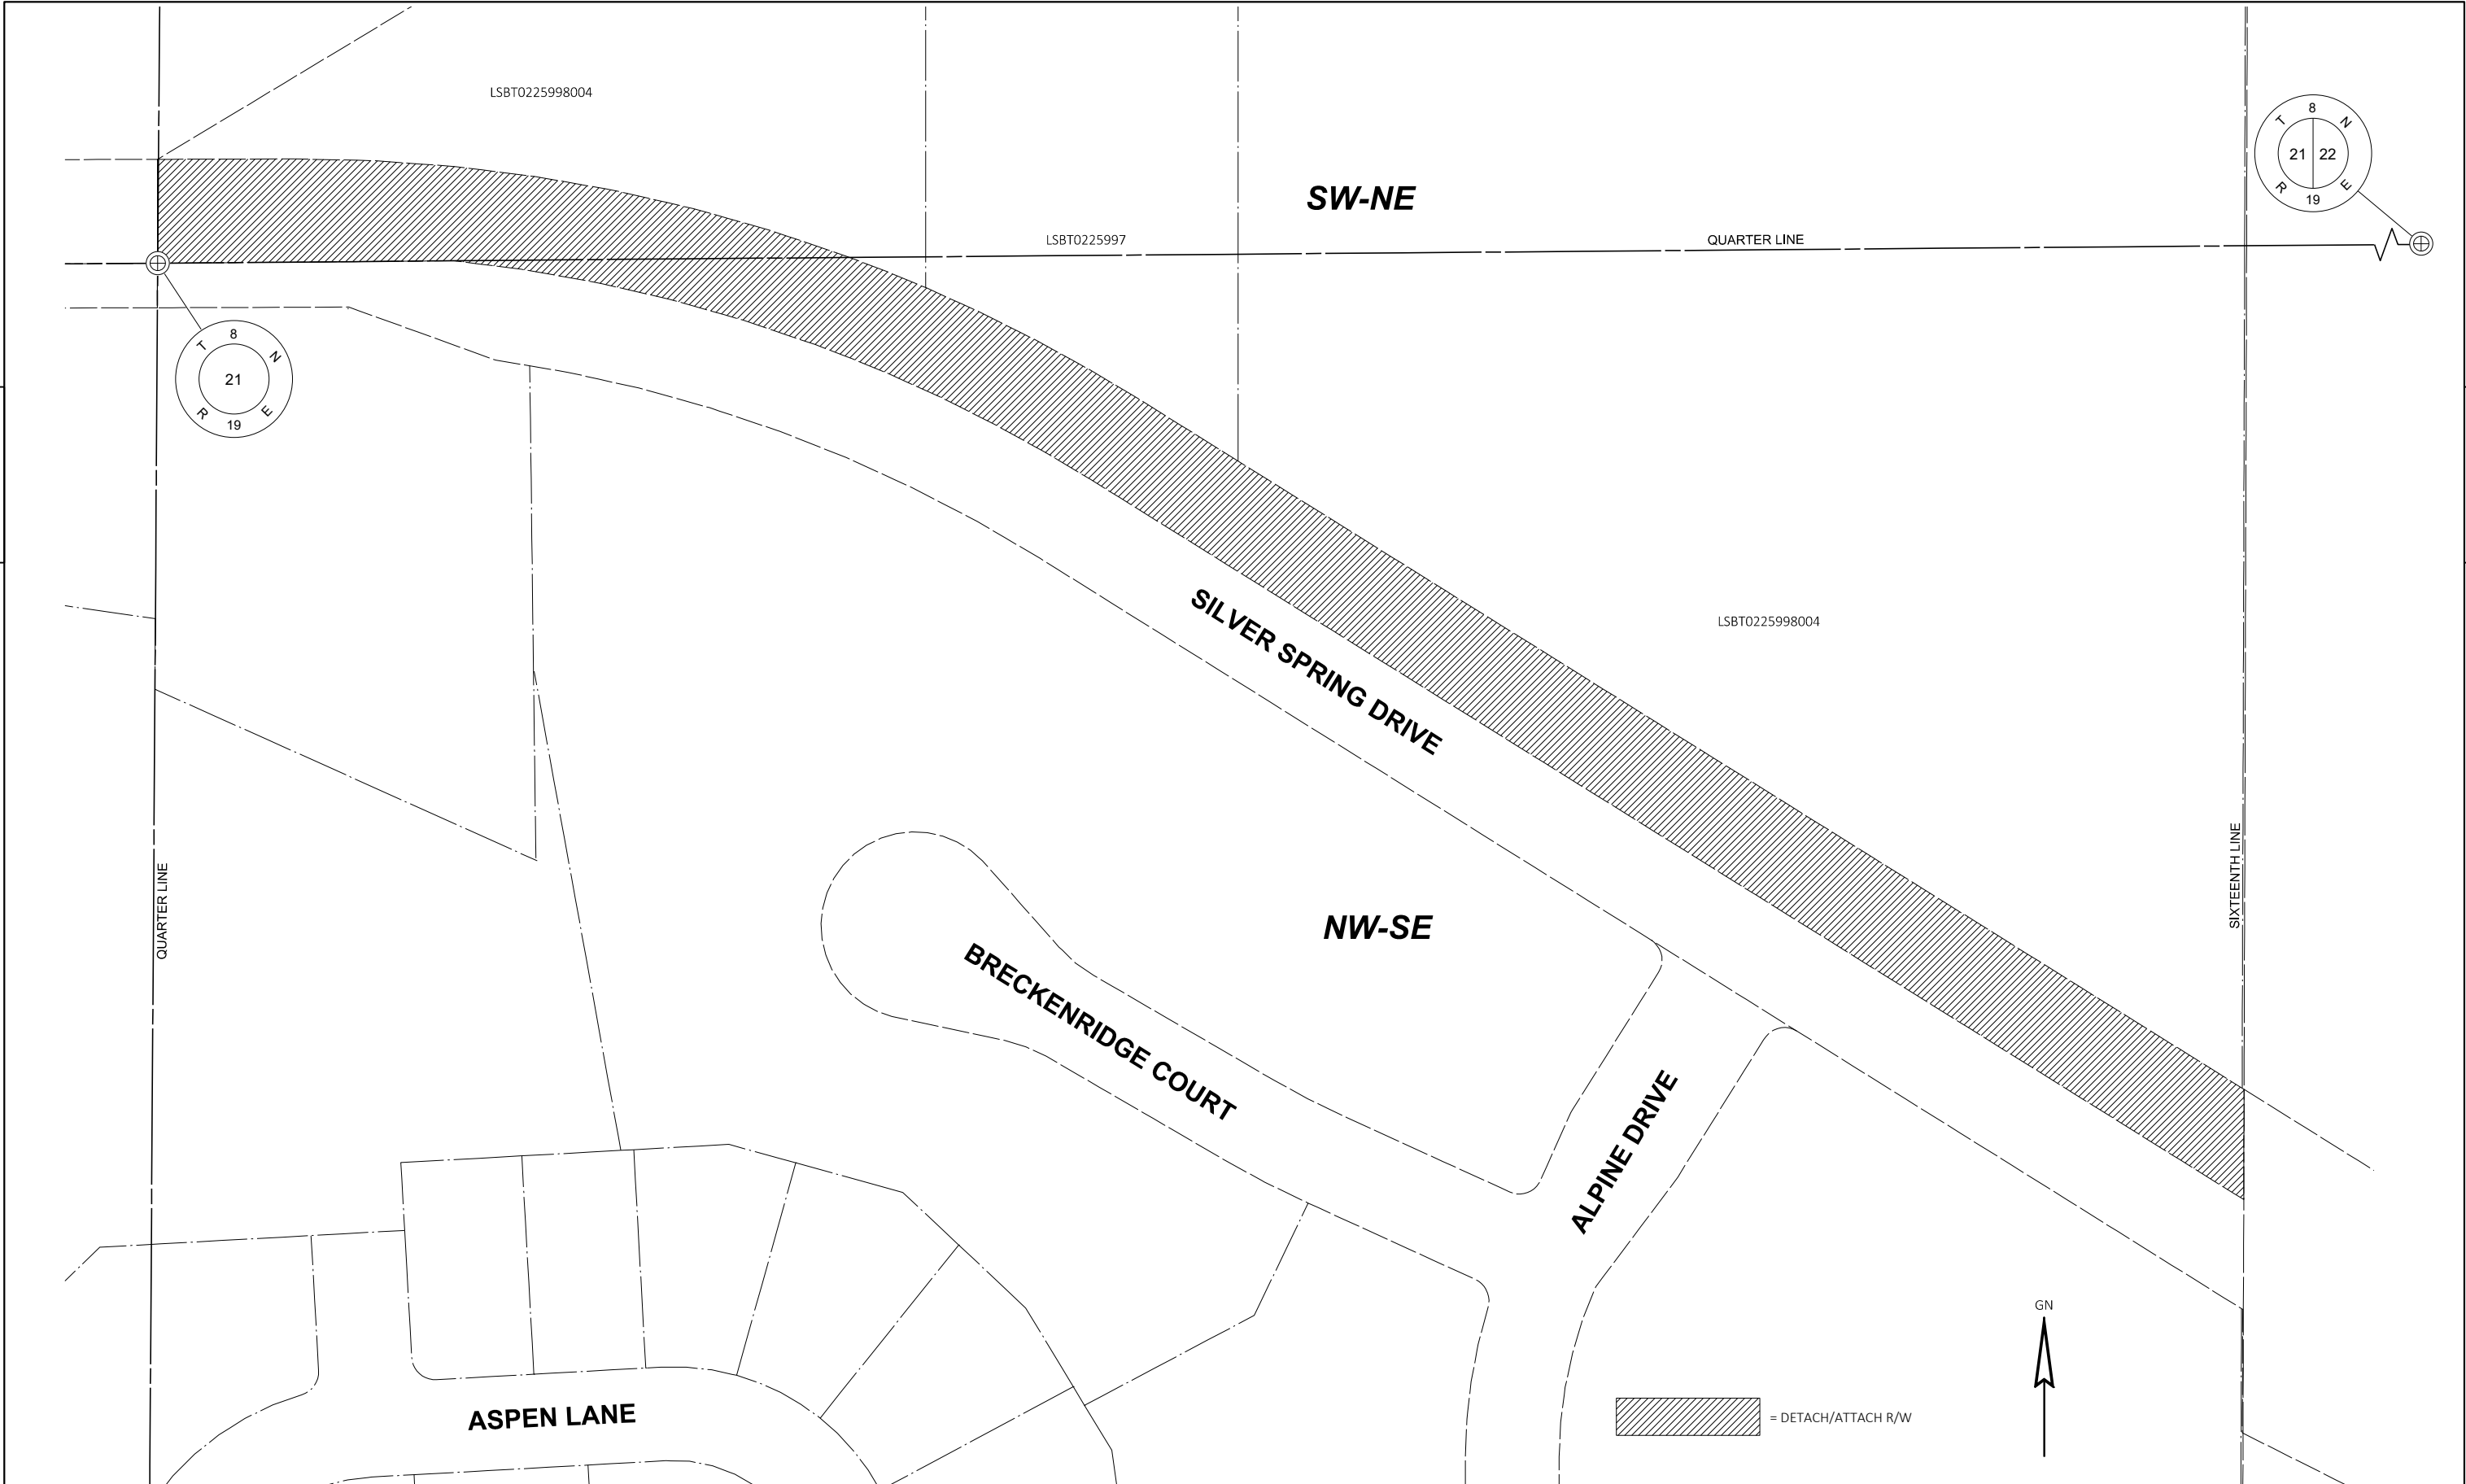 LSBT0225998004
8
T
N
21
22
R
E
19
SW-NE
LSBT0225997
QUARTER LINE
8
T
N
21
R
E
19
SILVER SPRING DRIVE
LSBT0225998004
QUARTER LINE
SIXTEENTH LINE
NW-SE
BRECKENRIDGE COURT
ALPINE DRIVE
GN
ASPEN LANE
= DETACH/ATTACH R/W